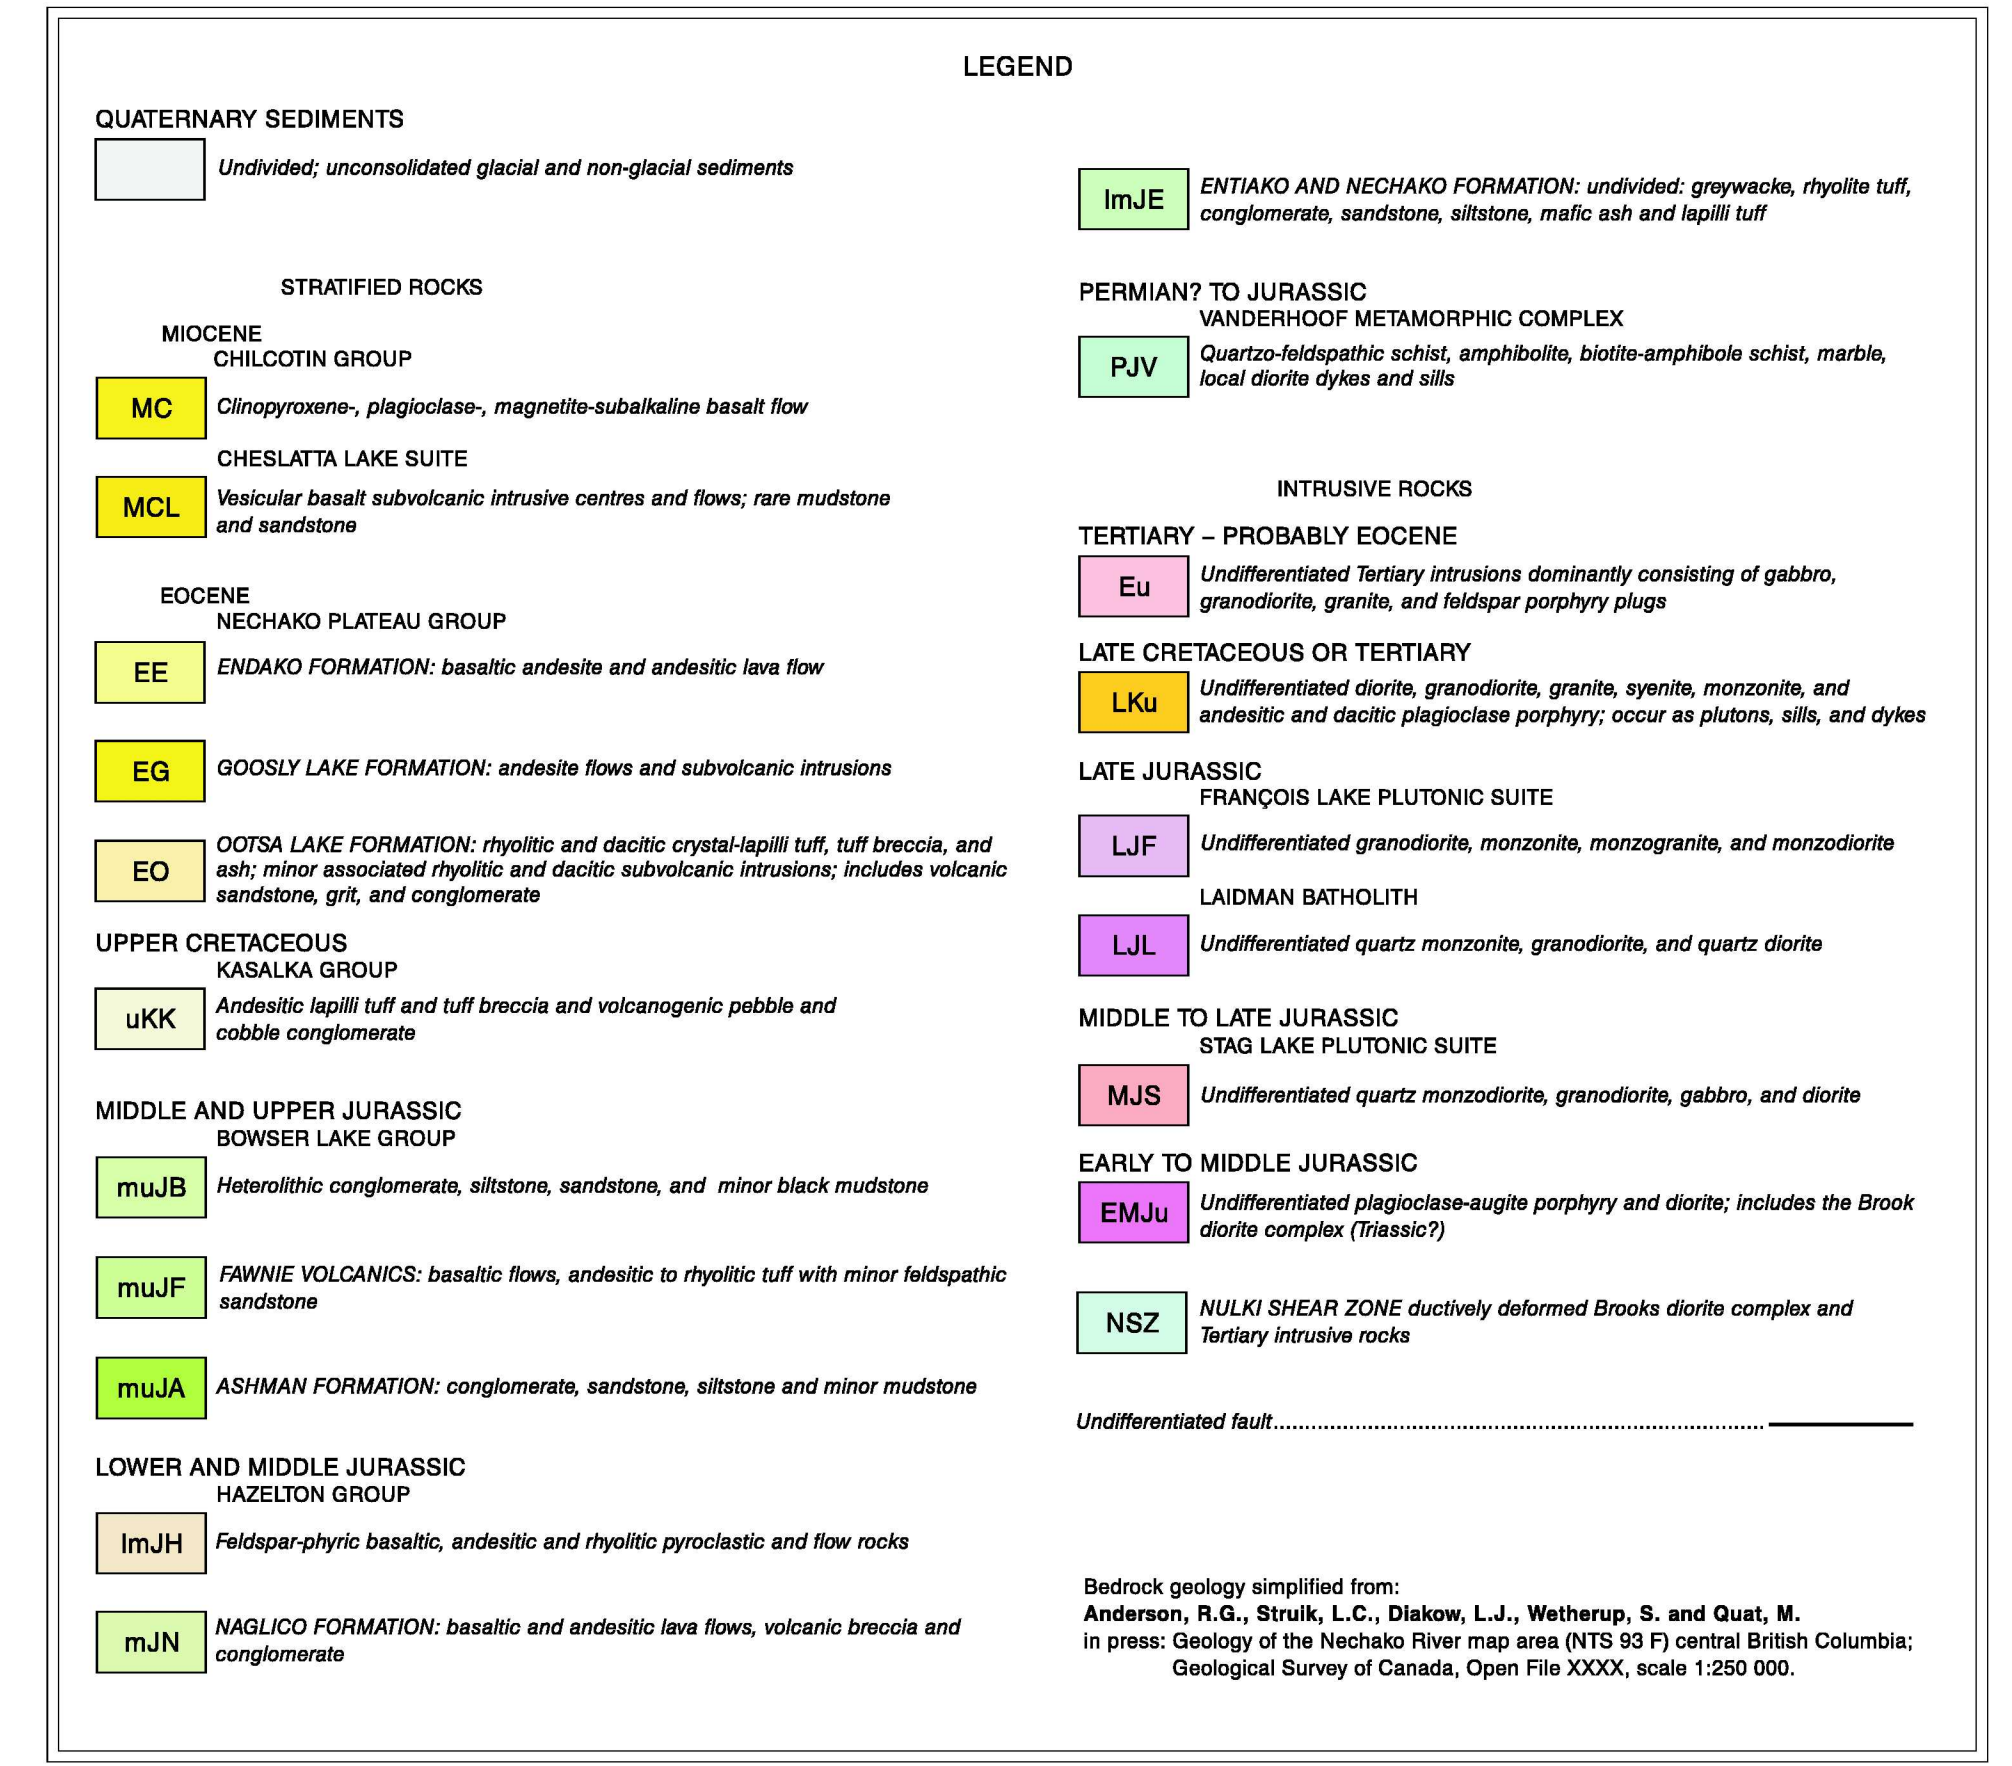 LEGEND
QUATERNARY SEDIMENTS
Undivided; unconsolidated glacial and non-glacial sediments
STRATIFIED ROCKS
MIOCENE
CHILCOTIN GROUP
MC
Clinopyroxene-, plagioclase-, magnetite-subalkaline basalt flow
CHESLATTA LAKE SUITE
MCL
Vesicular basalt subvolcanic intrusive centres and flows; rare mudstone
and sandstone
EOCENE
NECHAKO PLATEAU GROUP
EE
ENDAKO FORMATION: basaltic andesite and andesitic lava flow
EG
GOOSLY LAKE FORMATION: andesite flows and subvolcanic intrusions
EO
OOTSA LAKE FORMATION: rhyolitic and dacitic crystal-lapilli tuff, tuff breccia, and
ash; minor associated rhyolitic and dacitic subvolcanic intrusions; includes volcanic
sandstone, grit, and conglomerate
UPPER CRETACEOUS
KASALKA GROUP
uKK
Andesitic lapilli tuff and tuff breccia and volcanogenic pebble and
cobble conglomerate
MIDDLE AND UPPER JURASSIC
BOWSER LAKE GROUP
muJB
Heterolithic conglomerate, siltstone, sandstone, and minor black mudstone
muJF
FAWNIE VOLCANICS: basaltic flows, andesitic to rhyolitic tuff with minor feldspathic
sandstone
muJA
ASHMAN FORMATION: conglomerate, sandstone, siltstone and minor mudstone
LOWER AND MIDDLE JURASSIC
HAZELTON GROUP
lmJH
Feldspar-phyric basaltic, andesitic and rhyolitic pyroclastic and flow rocks
mJN
NAGLICO FORMATION: basaltic and andesitic lava flows, volcanic breccia and
conglomerate
lmJE
ENTIAKO AND NECHAKO FORMATION: undivided: greywacke, rhyolite tuff,
conglomerate, sandstone, siltstone, mafic ash and lapilli tuff
PERMIAN? TO JURASSIC
VANDERHOOF METAMORPHIC COMPLEX
PJV
Quartzo-feldspathic schist, amphibolite, biotite-amphibole schist, marble,
local diorite dykes and sills
INTRUSIVE ROCKS
TERTIARY – PROBABLY EOCENE
Eu
Undifferentiated Tertiary intrusions dominantly consisting of gabbro,
granodiorite, granite, and feldspar porphyry plugs
LATE CRETACEOUS OR TERTIARY
LKu
Undifferentiated diorite, granodiorite, granite, syenite, monzonite, and
andesitic and dacitic plagioclase porphyry; occur as plutons, sills, and dykes
LATE JURASSIC
FRANÇOIS LAKE PLUTONIC SUITE
LJF
Undifferentiated granodiorite, monzonite, monzogranite, and monzodiorite
LAIDMAN BATHOLITH
LJL
Undifferentiated quartz monzonite, granodiorite, and quartz diorite
MIDDLE TO LATE JURASSIC
STAG LAKE PLUTONIC SUITE
MJS
Undifferentiated quartz monzodiorite, granodiorite, gabbro, and diorite
EARLY TO MIDDLE JURASSIC
EMJu
Undifferentiated plagioclase-augite porphyry and diorite; includes the Brook
diorite complex (Triassic?)
NSZ
NULKI SHEAR ZONE ductively deformed Brooks diorite complex and
Tertiary intrusive rocks
Undifferentiated fault..............................................................................
Bedrock geology simplified from:
Anderson, R.G., Struik, L.C., Diakow, L.J., Wetherup, S. and Quat, M.
in press: Geology of the Nechako River map area (NTS 93 F) central British Columbia;
Geological Survey of Canada, Open File XXXX, scale 1:250 000.